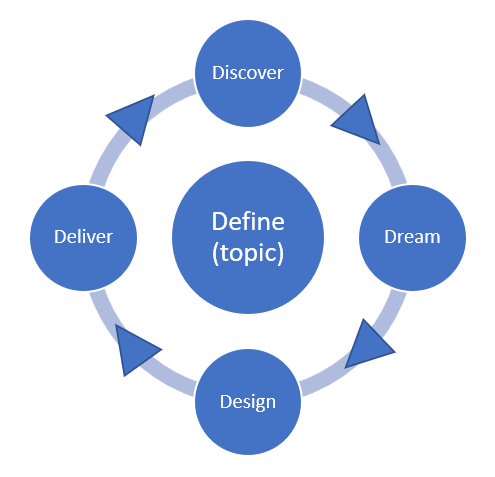 Discover
Define
(topic)
Deliver
Dream
Design